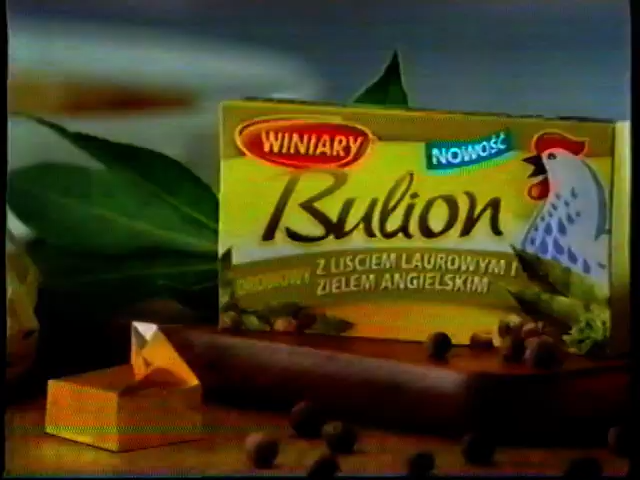 WINIARY
NOWOŚĆ
Bulion
DROBIOWY Z LIŚCIEM LAUROWYM I
ZIELEM ANGIELSKIM